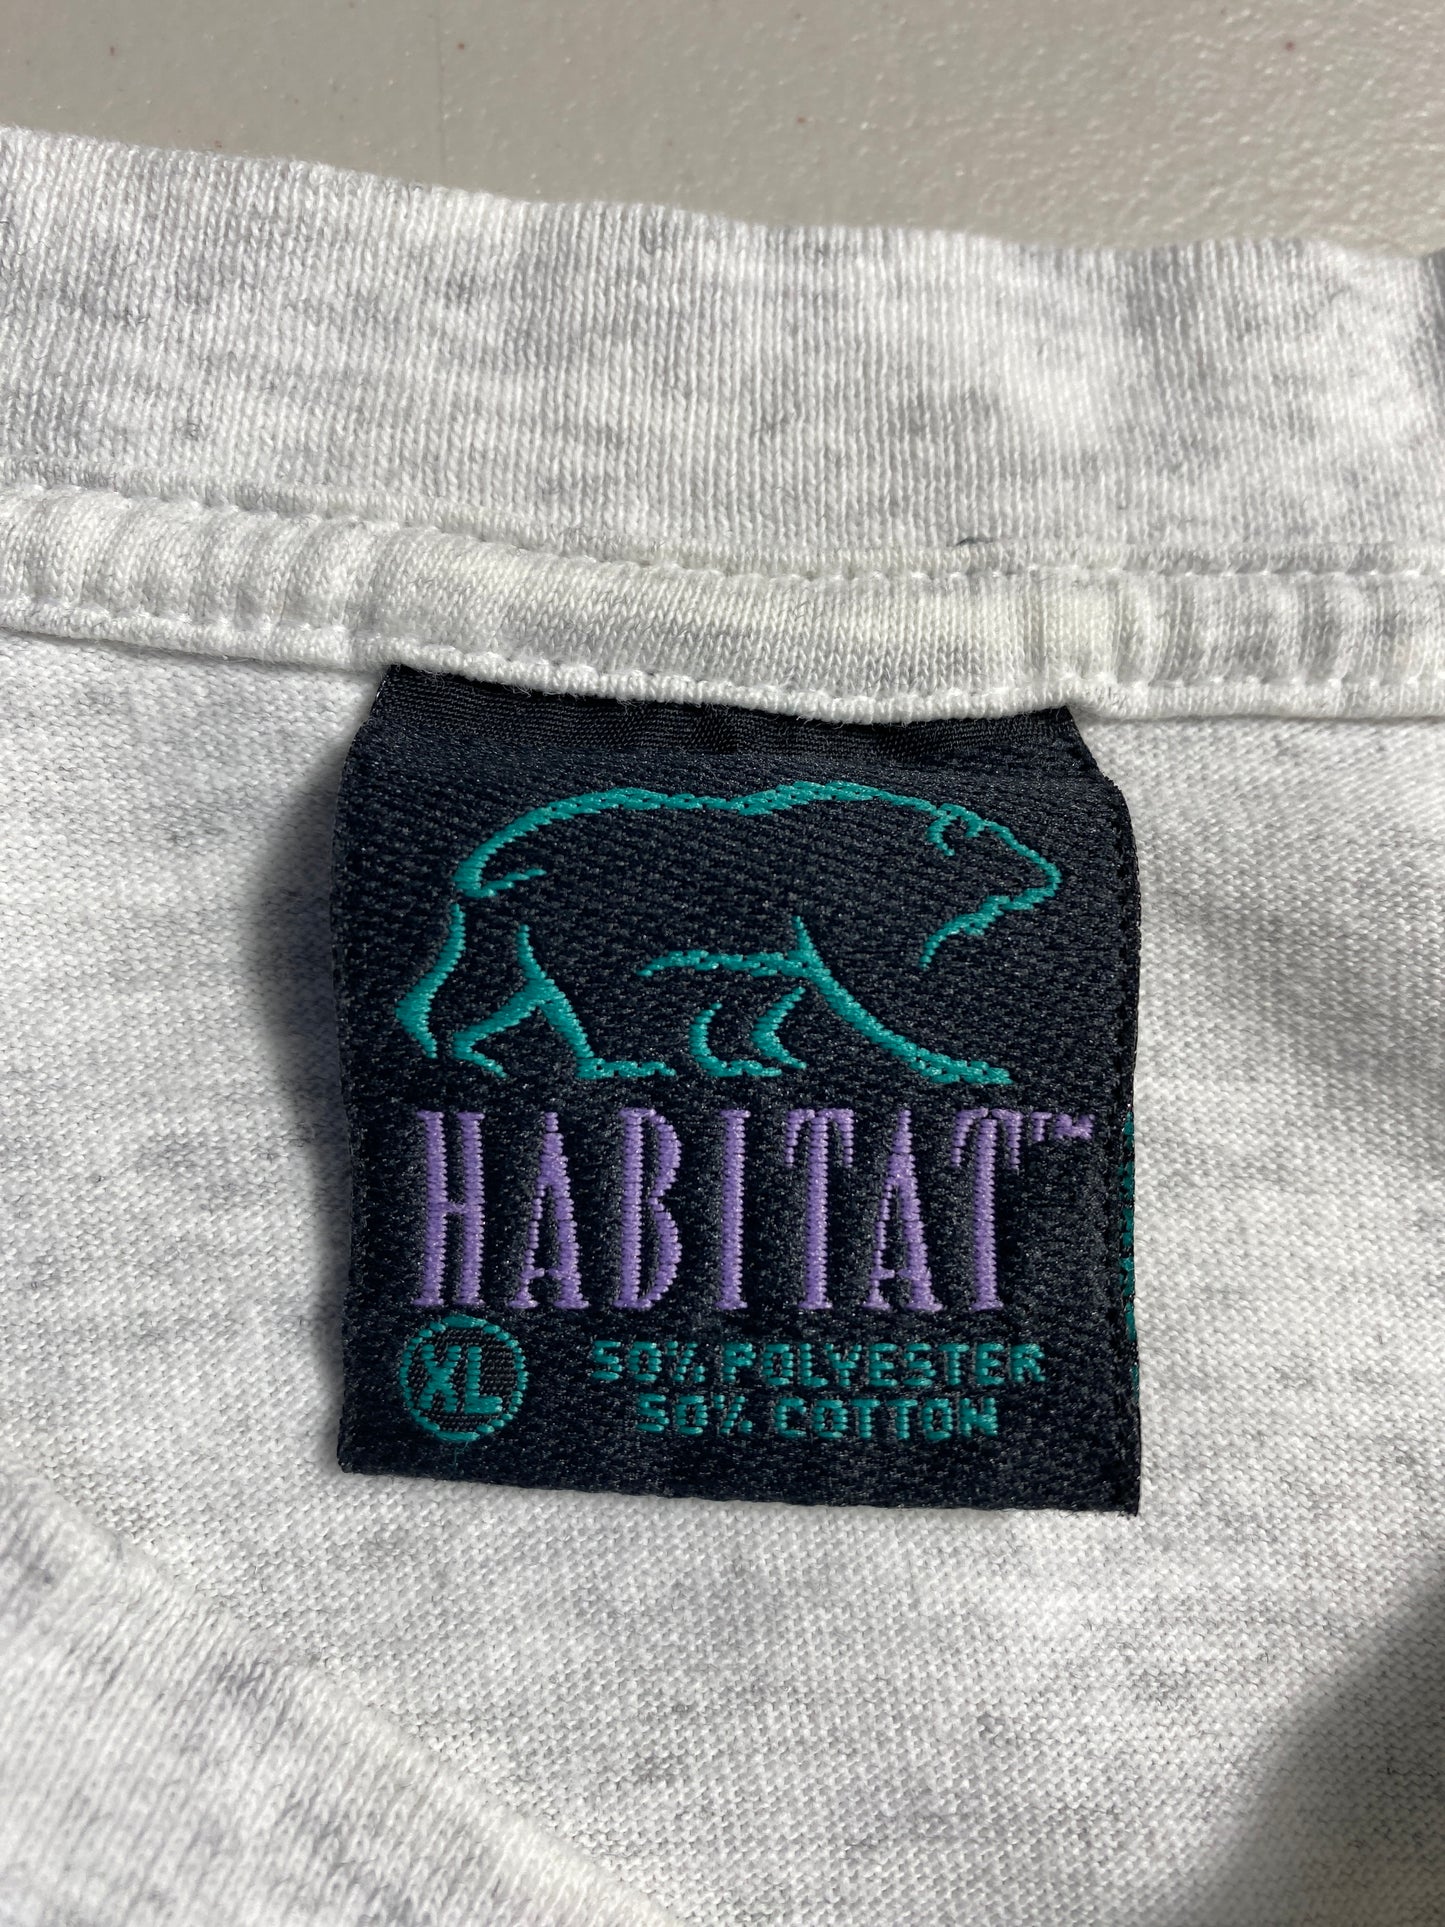 HABITAT™
XL
50% POLYESTER
50% COTTON